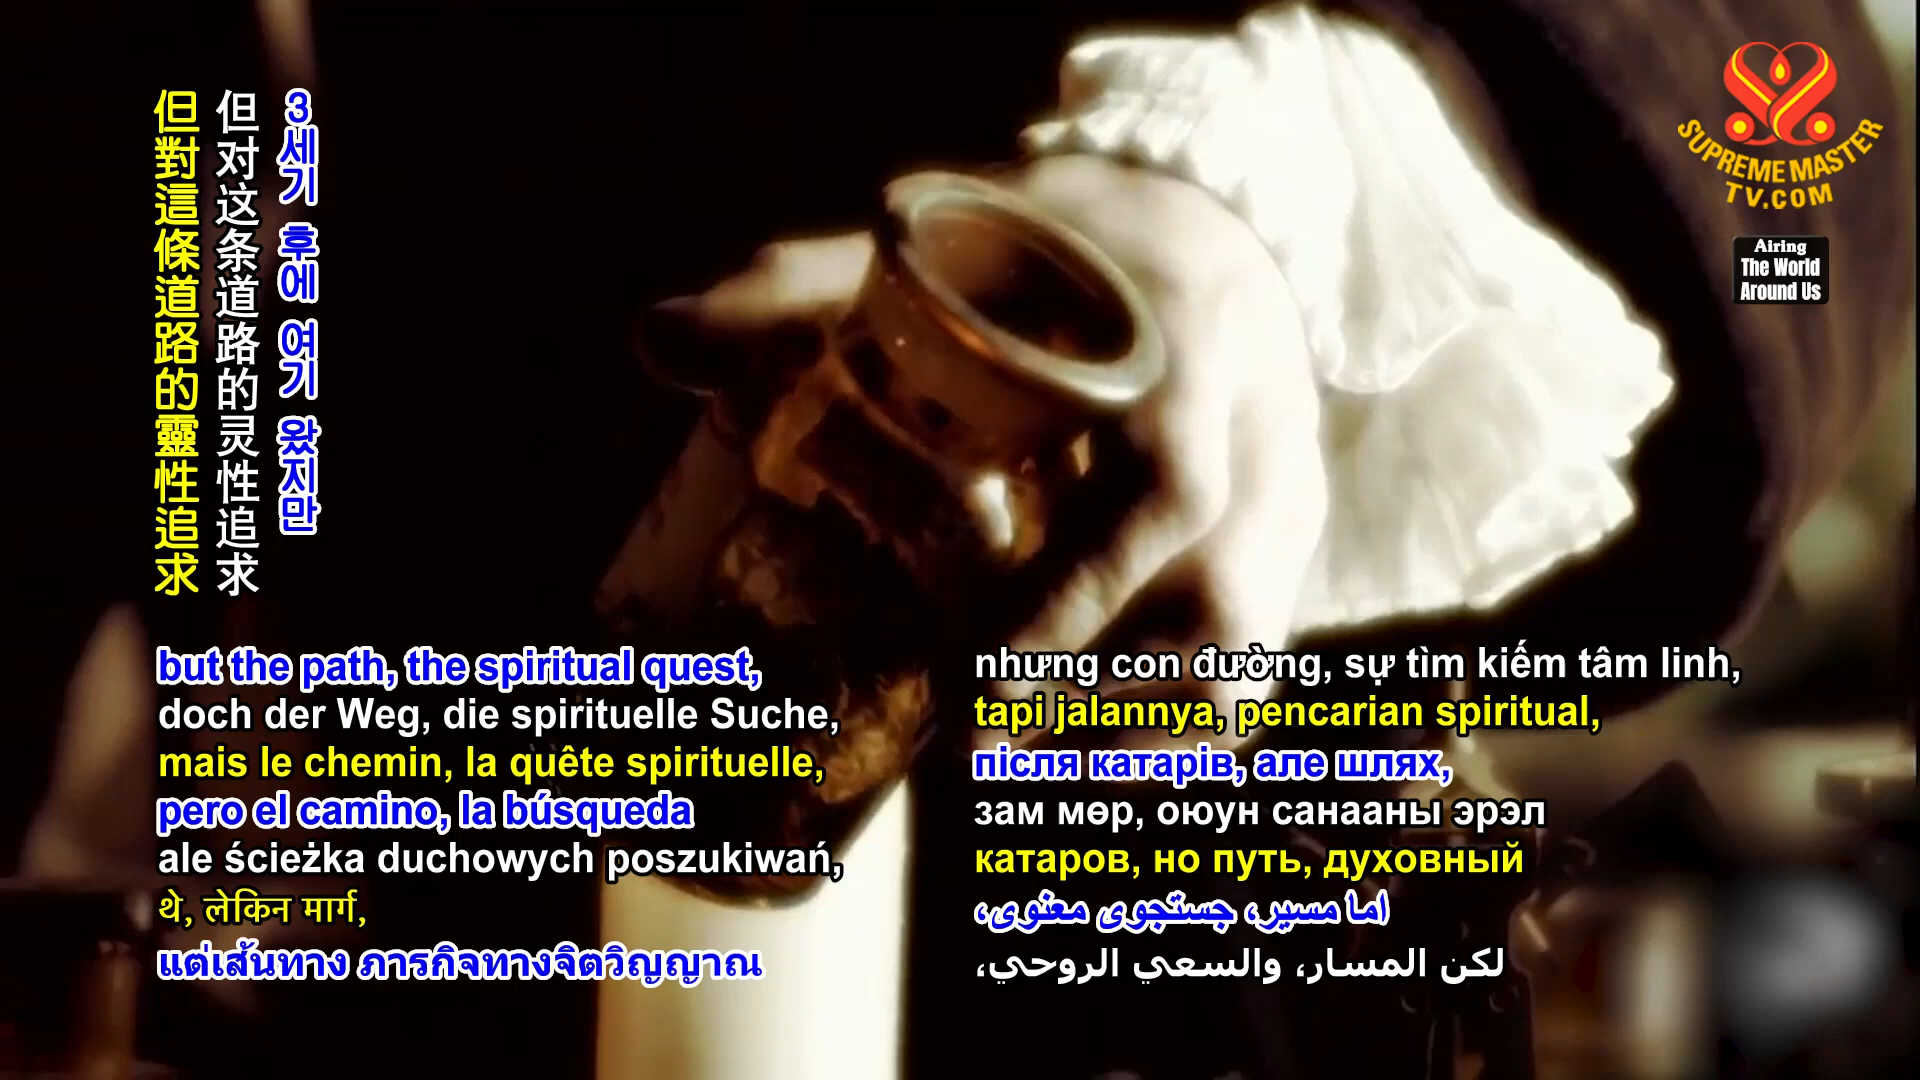 但對這條道路的靈性追求
但对这条道路的灵性追求
3세기 후에 여기 왔지만
SUPREME MASTER
TV.COM
Airing
The World
Around Us
but the path, the spiritual quest,
doch der Weg, die spirituelle Suche,
mais le chemin, la quête spirituelle,
pero el camino, la búsqueda
ale ścieżka duchowych poszukiwań,
थे, लेकिन मार्ग,
แต่เส้นทาง ภารกิจทางจิตวิญญาณ
nhưng con đường, sự tìm kiếm tâm linh,
tapi jalannya, pencarian spiritual,
після катарів, але шлях,
зам мөр, оюун санааны эрэл
катаров, но путь, духовный
اما مسیر، جستجوی معنوی،
لكن المسار، والسعي الروحي،